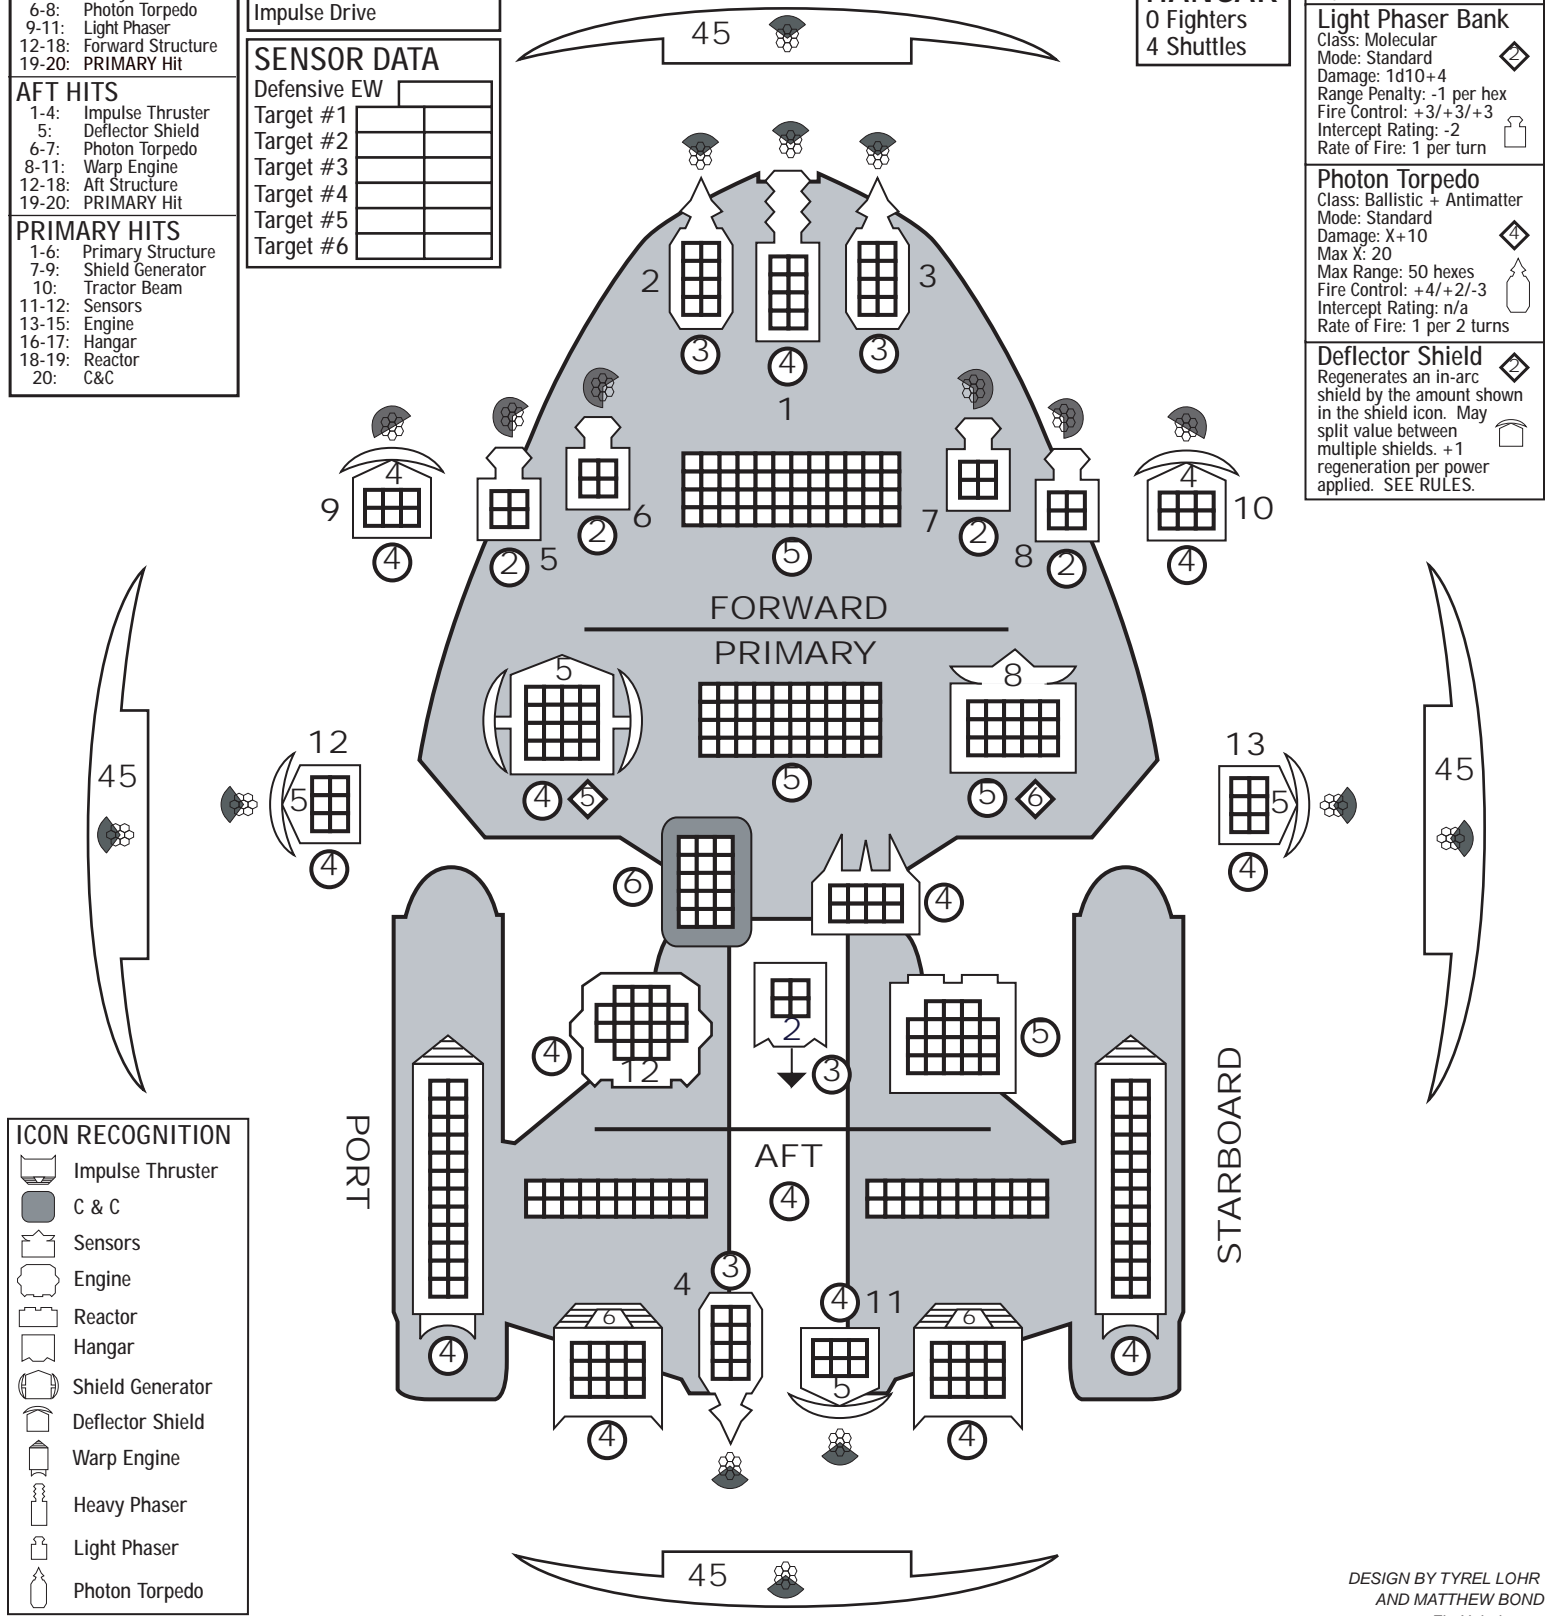 6-8: Photon Torpedo
9-11: Light Phaser
12-18: Forward Structure
19-20: PRIMARY Hit
AFT HITS
1-4: Impulse Thruster
5: Deflector Shield
6-7: Photon Torpedo
8-11: Warp Engine
12-18: Aft Structure
19-20: PRIMARY Hit
PRIMARY HITS
1-6: Primary Structure
7-9: Shield Generator
10: Tractor Beam
11-12: Sensors
13-15: Engine
16-17: Hangar
18-19: Reactor
20: C&C
Impulse Drive
SENSOR DATA
Defensive EW
Target #1
Target #2
Target #3
Target #4
Target #5
Target #6
45
HANGAR
0 Fighters
4 Shuttles
Light Phaser Bank
Class: Molecular
2
Mode: Standard
Damage: 1d10+4
Range Penalty: -1 per hex
Fire Control: +3/+3/+3
Intercept Rating: -2
Rate of Fire: 1 per turn
Photon Torpedo
Class: Ballistic + Antimatter
Mode: Standard
Damage: X+10
4
Max X: 20
Max Range: 50 hexes
Fire Control: +4/+2/-3
Intercept Rating: n/a
Rate of Fire: 1 per 2 turns
Deflector Shield
2
Regenerates an in-arc
shield by the amount shown
in the shield icon. May
split value between
multiple shields. +1
regeneration per power
applied. SEE RULES.
2
3
3
4
3
1
9
4
4
5
2
6
2
5
7
2
8
2
4
10
4
FORWARD
PRIMARY
5
8
5
4
5
5
6
45
12
5
4
13
5
4
45
6
4
2
3
12
4
5
PORT
STARBOARD
AFT
4
4
3
4
11
6
5
6
4
4
4
4
45
ICON RECOGNITION
Impulse Thruster
C & C
Sensors
Engine
Reactor
Hangar
Shield Generator
Deflector Shield
Warp Engine
Heavy Phaser
Light Phaser
Photon Torpedo
DESIGN BY TYREL LOHR
AND MATTHEW BOND